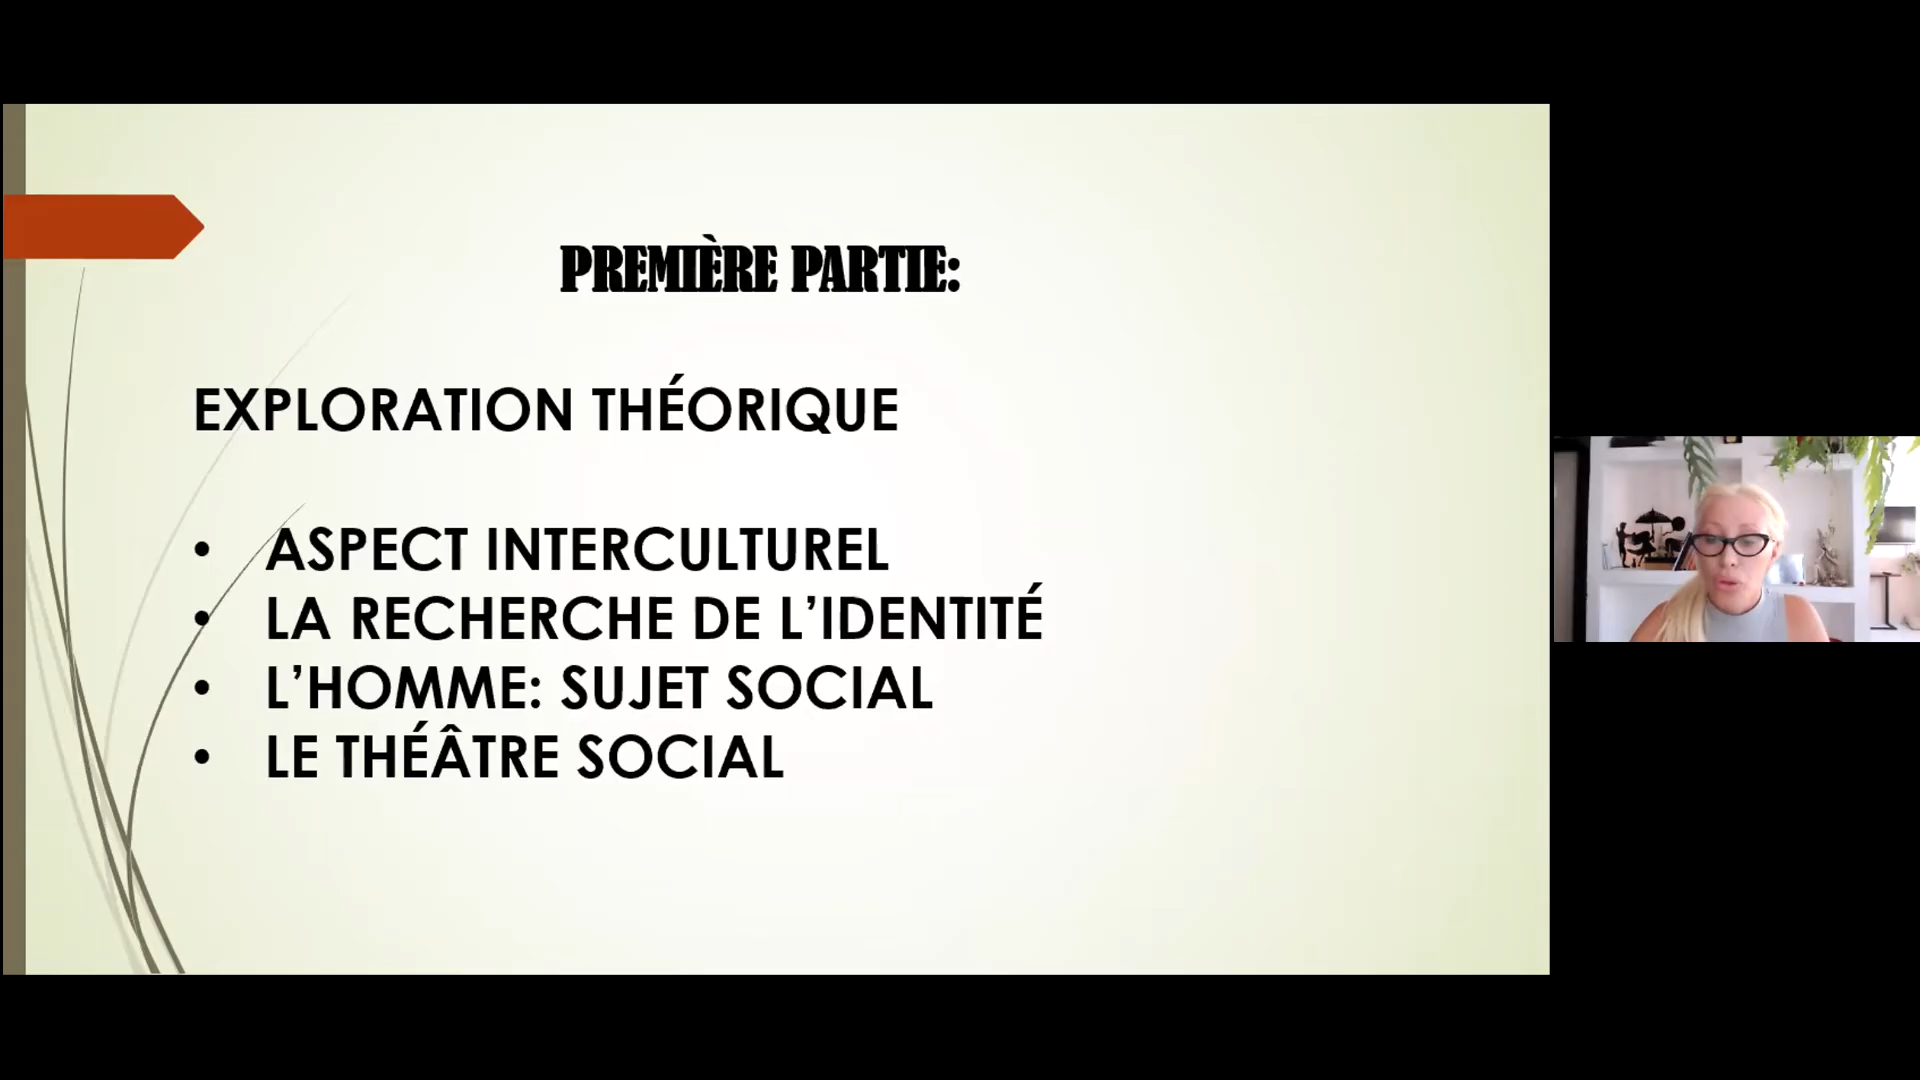 PREMIÈRE PARTIE:
EXPLORATION THÉORIQUE
• ASPECT INTERCULTUREL
• LA RECHERCHE DE L’IDENTITÉ
• L’HOMME: SUJET SOCIAL
• LE THÉÂTRE SOCIAL